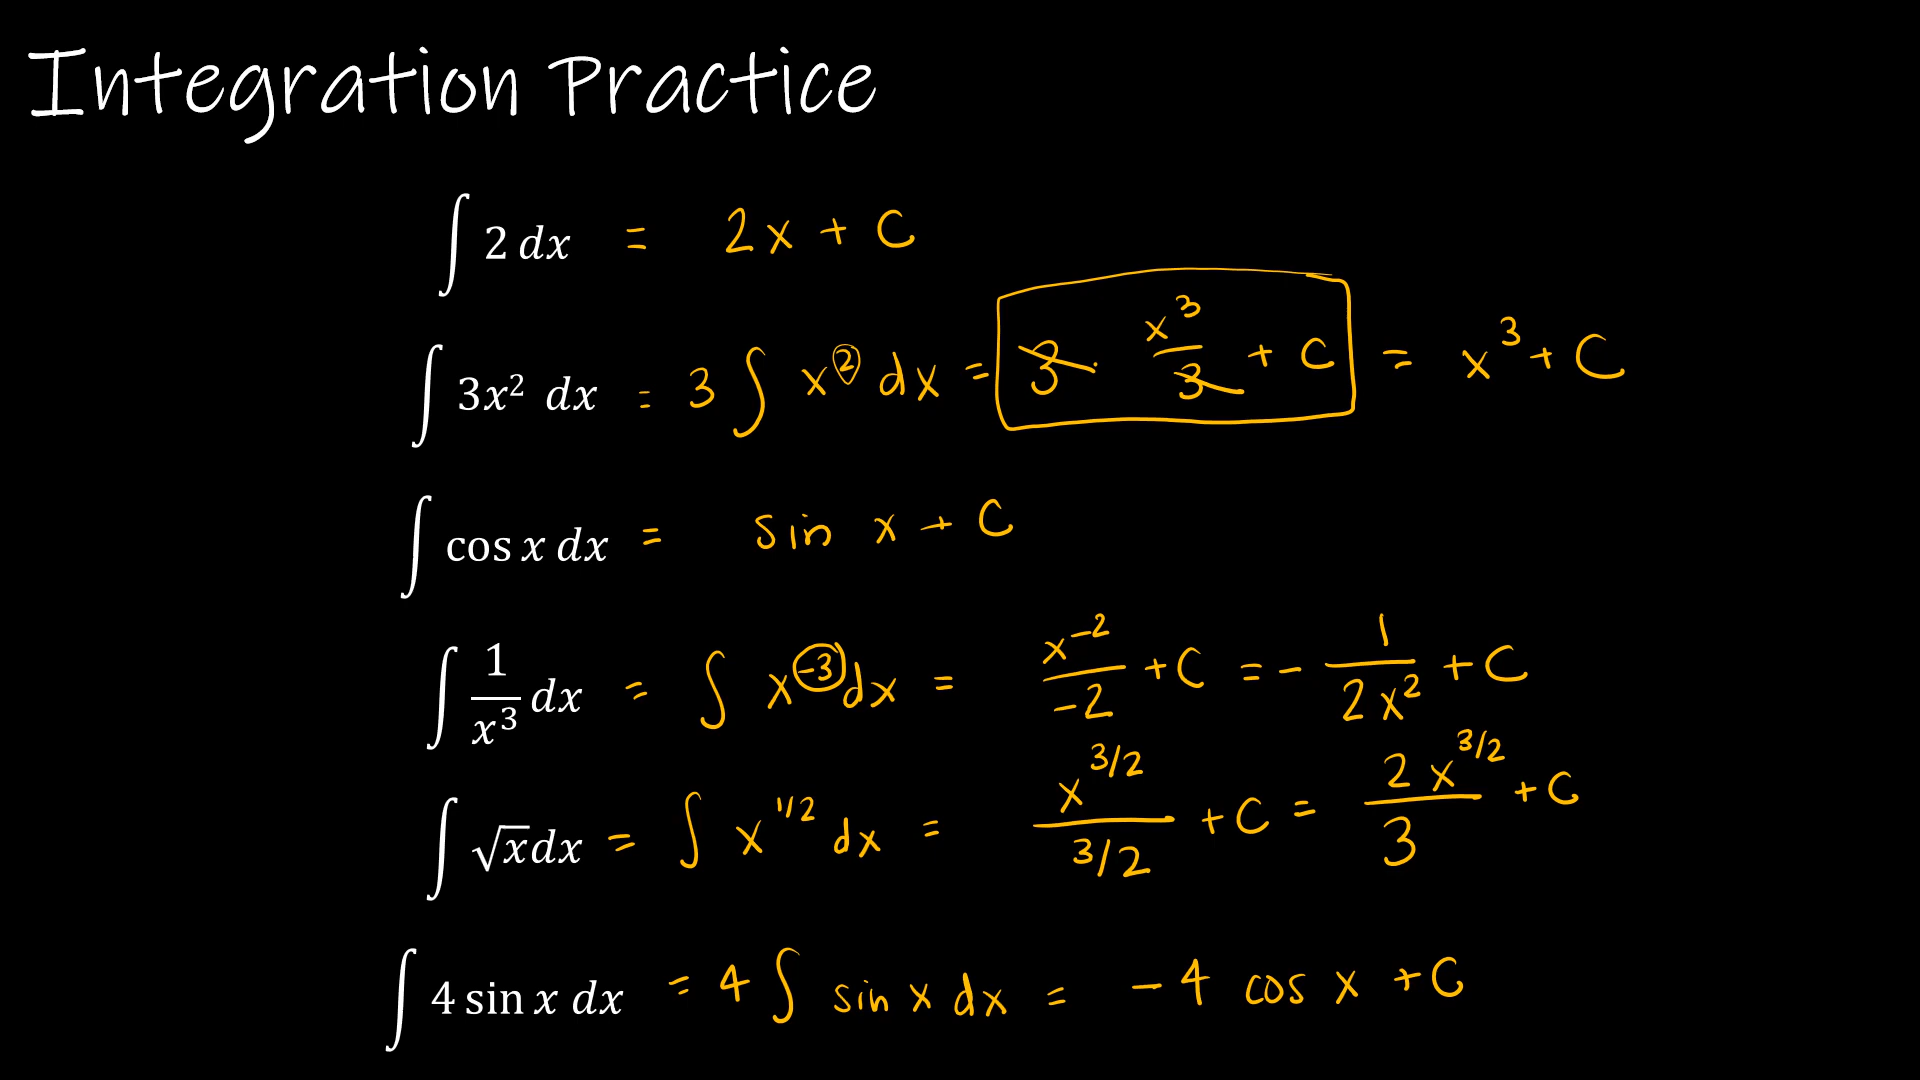 Integration Practice
∫ 2 dx = 2x + C
∫ 3x² dx = 3 ∫ x² dx = 3 · x³/3 + C = x³ + C
∫ cos x dx = sin x + C
∫ 1/x³ dx = ∫ x⁻³ dx = x⁻²/-2 + C = - 1/2x² + C
∫ √x dx = ∫ x^1/2 dx = x^3/2 / 3/2 + C = 2x^3/2 / 3 + C
∫ 4 sin x dx = 4 ∫ sin x dx = -4 cos x + C